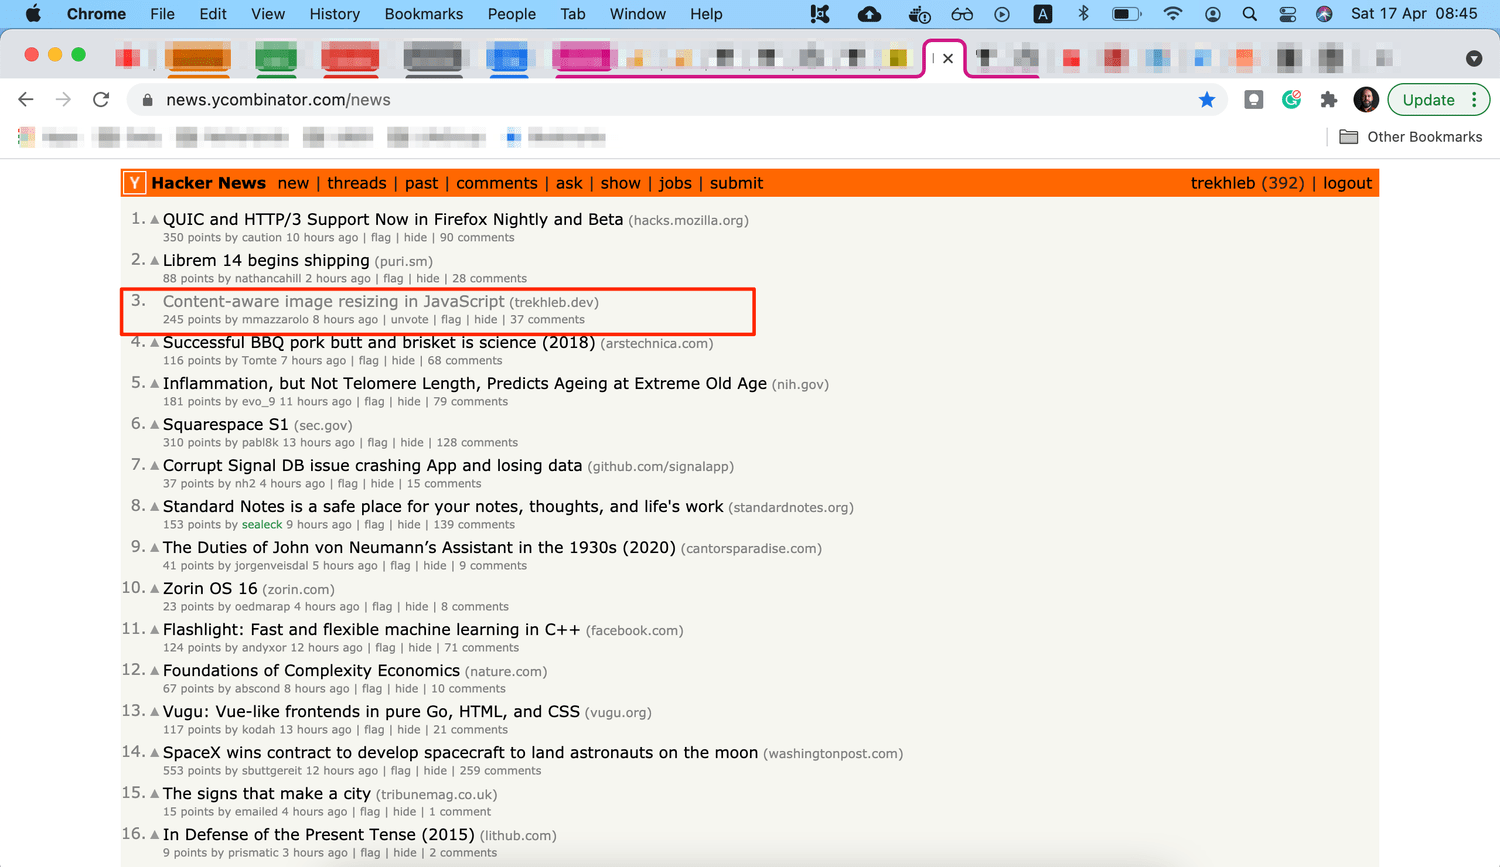 Chrome File Edit View History Bookmarks People Tab Window Help A Sat 17 Apr 08:45
news.ycombinator.com/news Update
Other Bookmarks
Y Hacker News new | threads | past | comments | ask | show | jobs | submit trekhleb (392) | logout
1. QUIC and HTTP/3 Support Now in Firefox Nightly and Beta (hacks.mozilla.org)
350 points by caution 10 hours ago | flag | hide | 90 comments
2. Librem 14 begins shipping (puri.sm)
88 points by nathancahill 2 hours ago | flag | hide | 28 comments
3. Content-aware image resizing in JavaScript (trekhleb.dev)
245 points by mmazzarolo 8 hours ago | unvote | flag | hide | 37 comments
4. Successful BBQ pork butt and brisket is science (2018) (arstechnica.com)
116 points by Tomte 7 hours ago | flag | hide | 68 comments
5. Inflammation, but Not Telomere Length, Predicts Ageing at Extreme Old Age (nih.gov)
181 points by evo_9 11 hours ago | flag | hide | 79 comments
6. Squarespace S1 (sec.gov)
310 points by pabl8k 13 hours ago | flag | hide | 128 comments
7. Corrupt Signal DB issue crashing App and losing data (github.com/signalapp)
37 points by nh2 4 hours ago | flag | hide | 15 comments
8. Standard Notes is a safe place for your notes, thoughts, and life's work (standardnotes.org)
153 points by sealeck 9 hours ago | flag | hide | 139 comments
9. The Duties of John von Neumann’s Assistant in the 1930s (2020) (cantorsparadise.com)
41 points by jorgenveisdal 5 hours ago | flag | hide | 9 comments
10. Zorin OS 16 (zorin.com)
23 points by oedmarap 4 hours ago | flag | hide | 8 comments
11. Flashlight: Fast and flexible machine learning in C++ (facebook.com)
124 points by andyxor 12 hours ago | flag | hide | 71 comments
12. Foundations of Complexity Economics (nature.com)
67 points by abscond 8 hours ago | flag | hide | 10 comments
13. Vugu: Vue-like frontends in pure Go, HTML, and CSS (vugu.org)
117 points by kodah 13 hours ago | flag | hide | 21 comments
14. SpaceX wins contract to develop spacecraft to land astronauts on the moon (washingtonpost.com)
553 points by sbuttgereit 12 hours ago | flag | hide | 259 comments
15. The signs that make a city (tribunemag.co.uk)
15 points by emailed 4 hours ago | flag | hide | 1 comment
16. In Defense of the Present Tense (2015) (lithub.com)
9 points by prismatic 3 hours ago | flag | hide | 2 comments